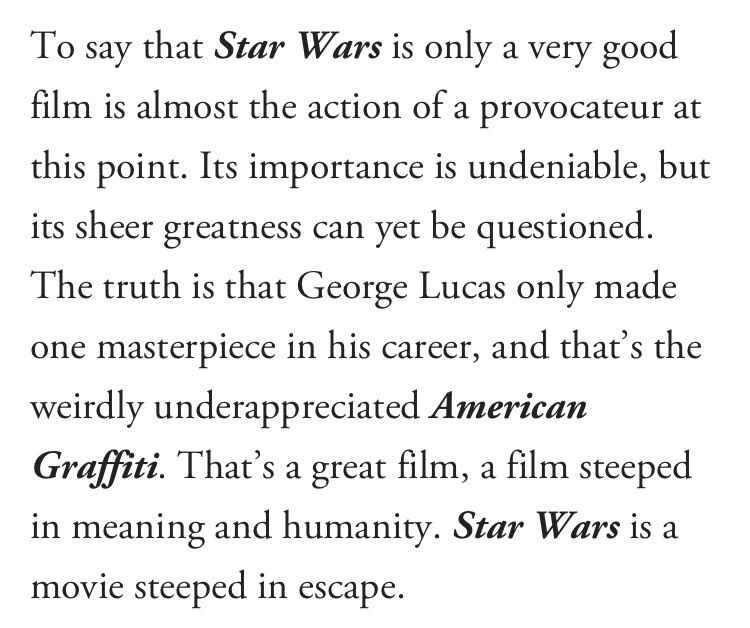 To say that Star Wars is only a very good
film is almost the action of a provocateur at
this point. Its importance is undeniable, but
its sheer greatness can yet be questioned.
The truth is that George Lucas only made
one masterpiece in his career, and that’s the
weirdly underappreciated American
Graffiti. That’s a great film, a film steeped
in meaning and humanity. Star Wars is a
movie steeped in escape.